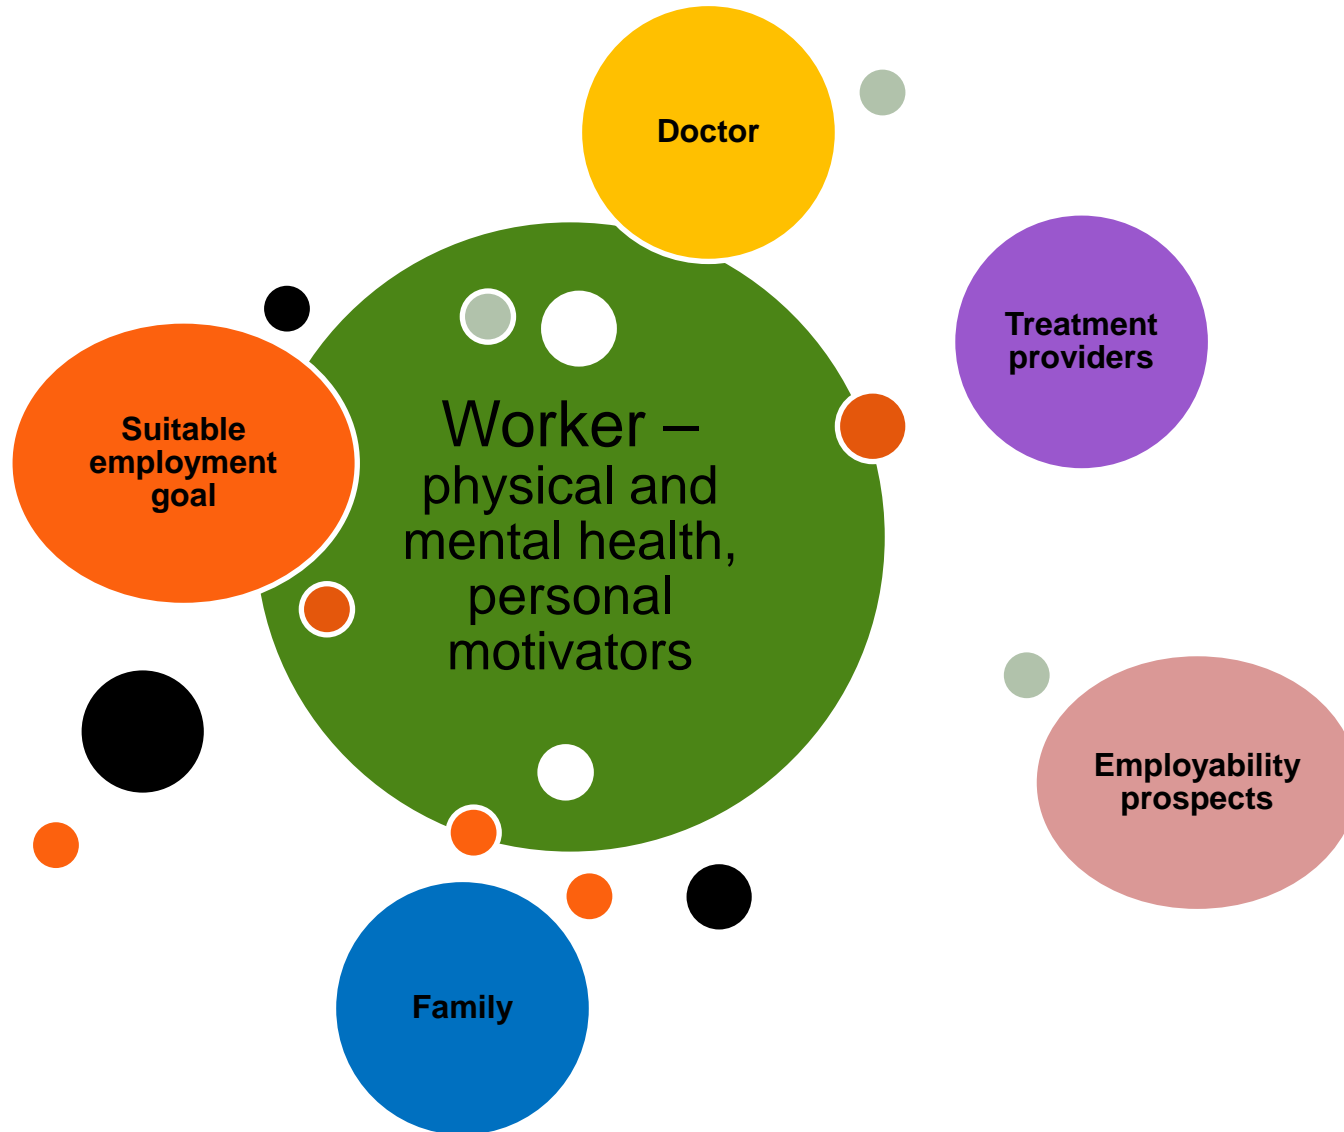 Doctor
Treatment
providers
Suitable
employment
goal
Worker –
physical and
mental health,
personal
motivators
Employability
prospects
Family